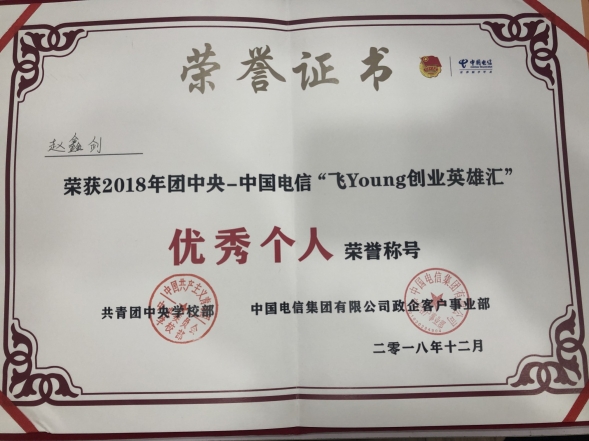 荣誉证书
中国电信
赵鑫创
荣获2018年团中央-中国电信“飞Young创业英雄汇”
优秀个人 荣誉称号
共青团中央学校部 中国电信集团有限公司政企客户事业部
二零一八年十二月